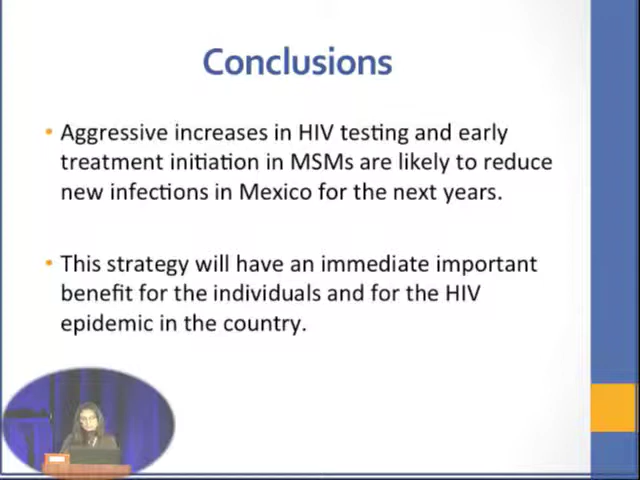 Conclusions
• Aggressive increases in HIV testing and early
treatment initiation in MSMs are likely to reduce
new infections in Mexico for the next years.
• This strategy will have an immediate important
benefit for the individuals and for the HIV
epidemic in the country.